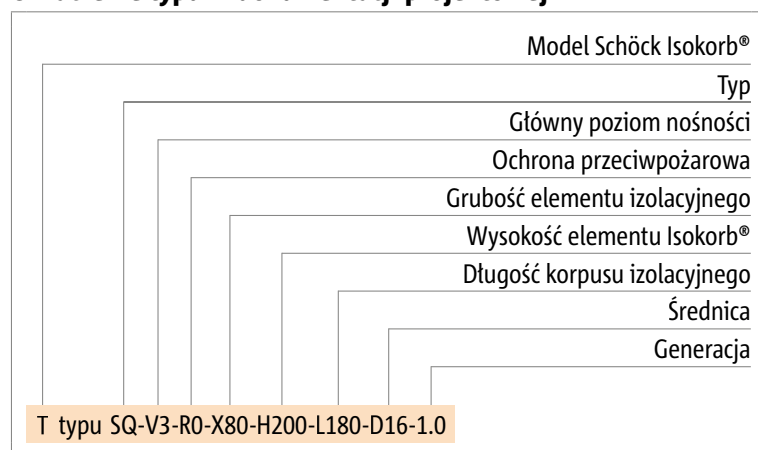 Model Schöck Isokorb®
Typ
Główny poziom nośności
Ochrona przeciwpożarowa
Grubość elementu izolacyjnego
Wysokość elementu Isokorb®
Długość korpusu izolacyjnego
Średnica
Generacja
T typu SQ-V3-R0-X80-H200-L180-D16-1.0